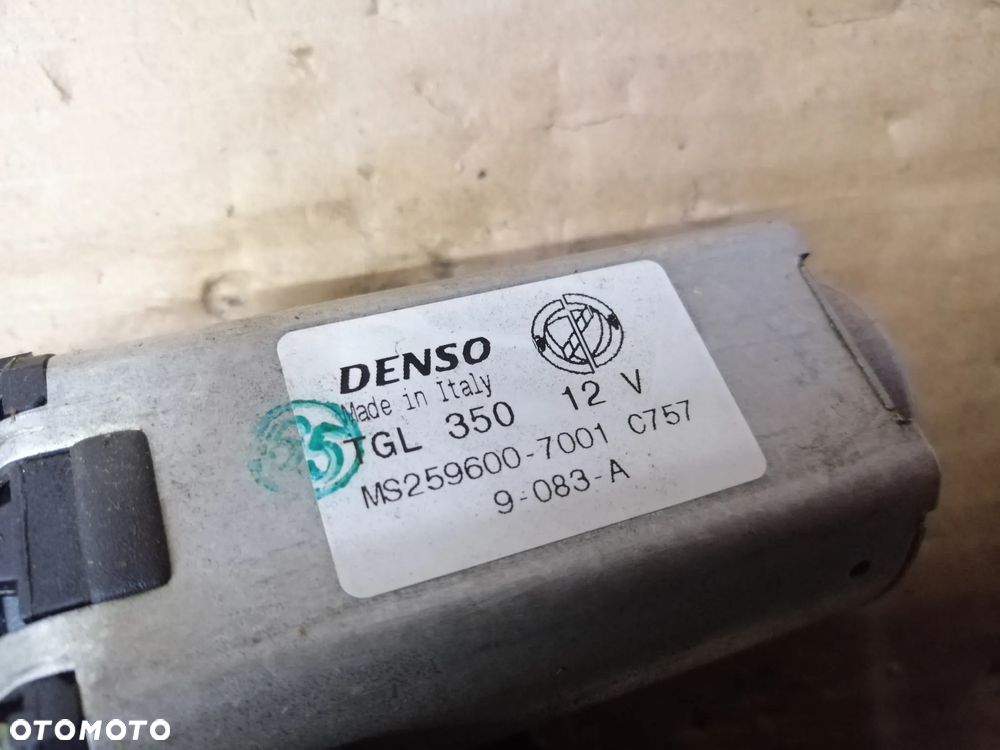 DENSO
Made in Italy
TGL 350 12 V
MS259600-7001 C757
9-083-A
OTOMOTO